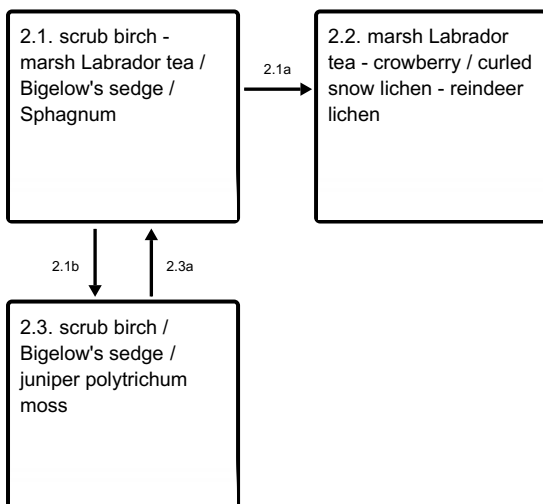 2.1. scrub birch -
marsh Labrador tea /
Bigelow's sedge /
Sphagnum
2.1a
2.2. marsh Labrador
tea - crowberry / curled
snow lichen - reindeer
lichen
2.1b
2.3a
2.3. scrub birch /
Bigelow's sedge /
juniper polytrichum
moss